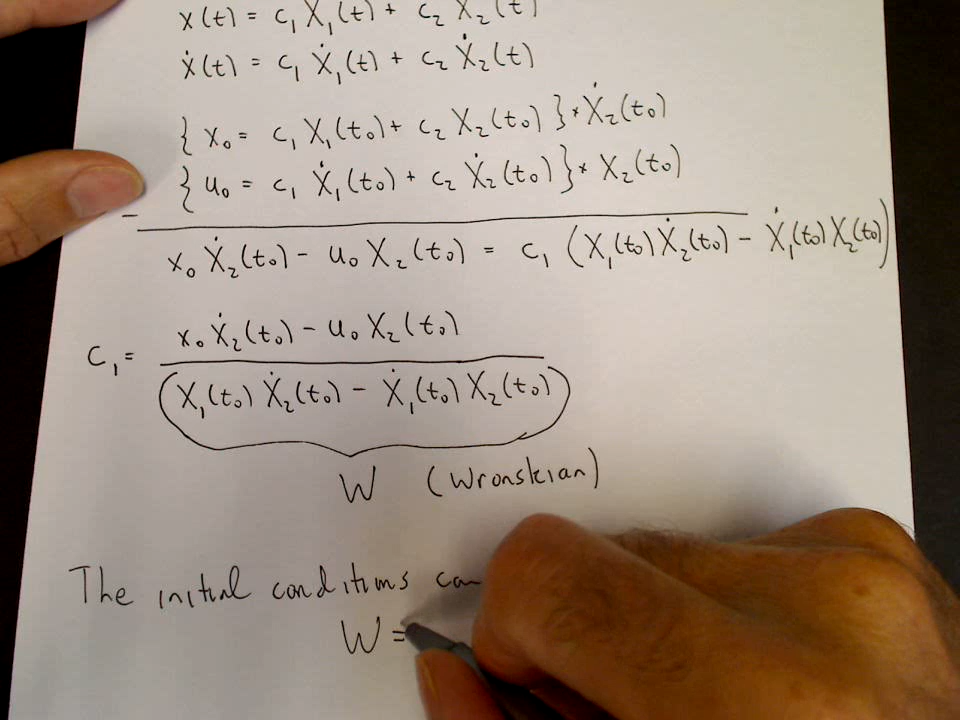 x(t) = c₁ X₁(t) + c₂ X₂(t)
ẋ(t) = c₁ Ẋ₁(t) + c₂ Ẋ₂(t)
{ x₀ = c₁ X₁(t₀) + c₂ X₂(t₀) } * Ẋ₂(t₀)
{ u₀ = c₁ Ẋ₁(t₀) + c₂ Ẋ₂(t₀) } * X₂(t₀)
−
x₀ Ẋ₂(t₀) − u₀ X₂(t₀) = c₁ (X₁(t₀) Ẋ₂(t₀) − Ẋ₁(t₀) X₂(t₀))
x₀ Ẋ₂(t₀) − u₀ X₂(t₀)
c₁ =
(X₁(t₀) Ẋ₂(t₀) − Ẋ₁(t₀) X₂(t₀))
W (Wronskian)
The initial conditions
W =